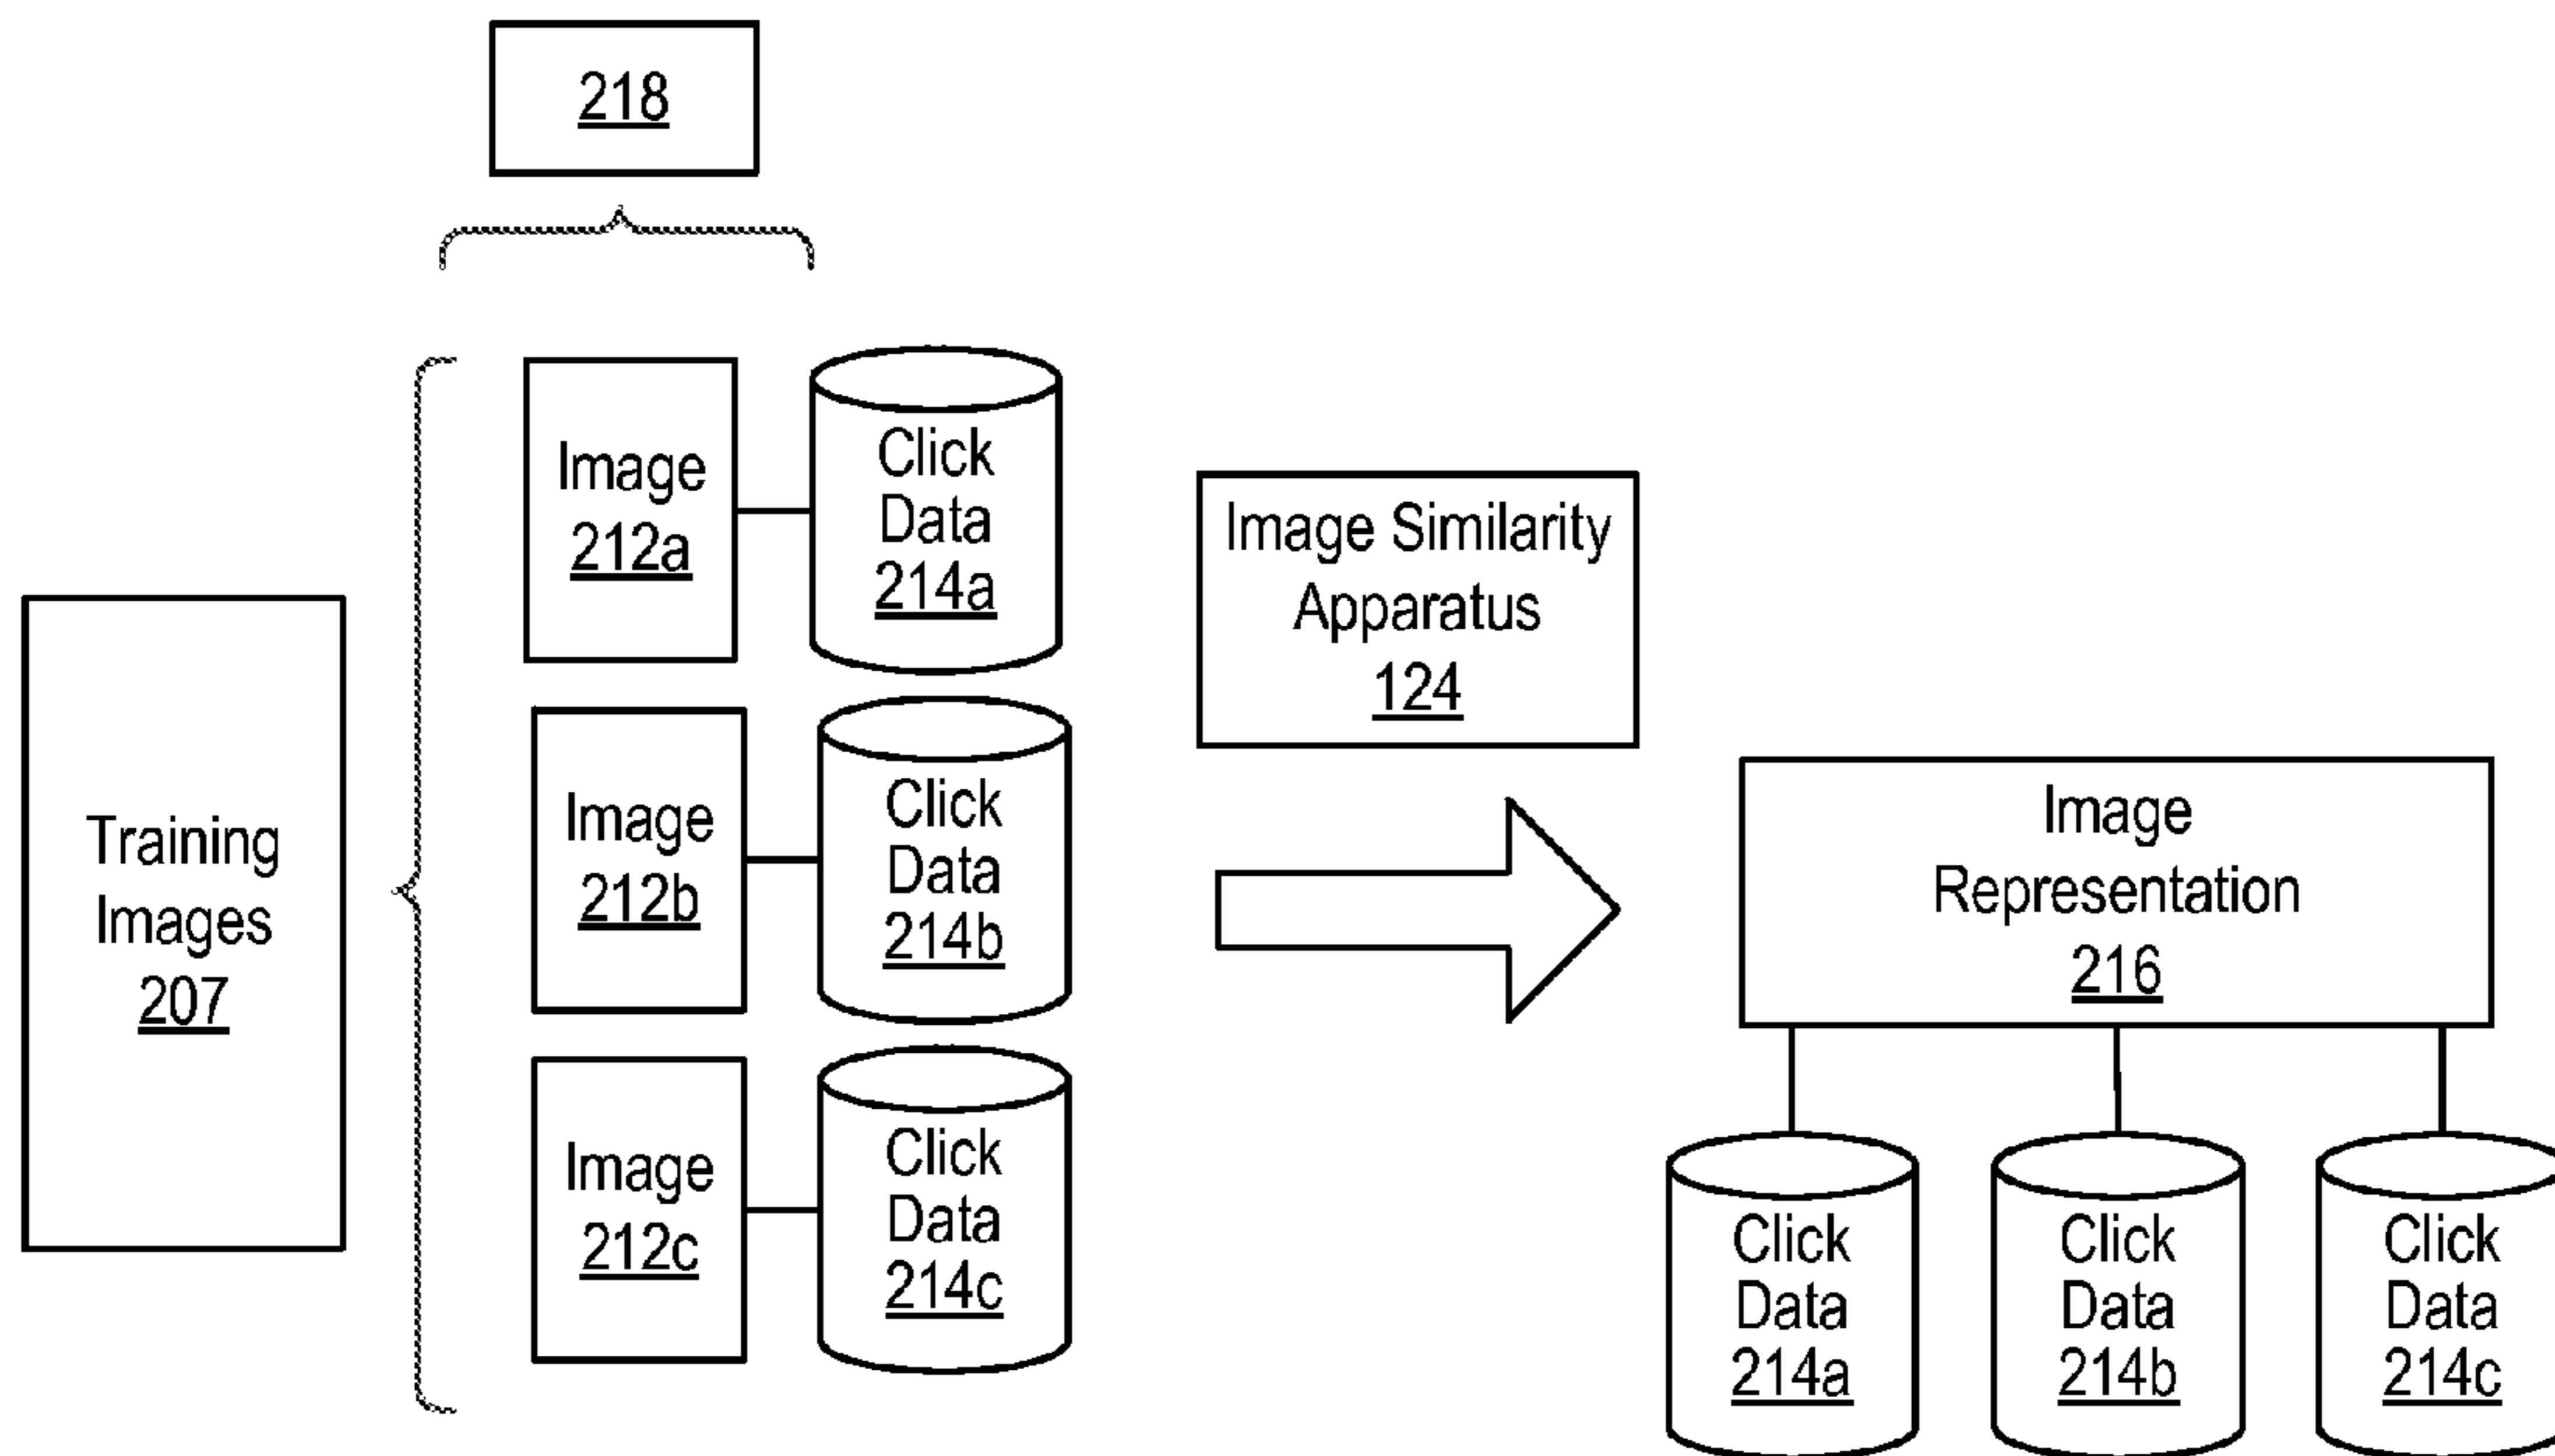 218
Training
Images
207
Image
212a
Click
Data
214a
Image
212b
Click
Data
214b
Image
212c
Click
Data
214c
Image Similarity
Apparatus
124
Image
Representation
216
Click
Data
214a
Click
Data
214b
Click
Data
214c